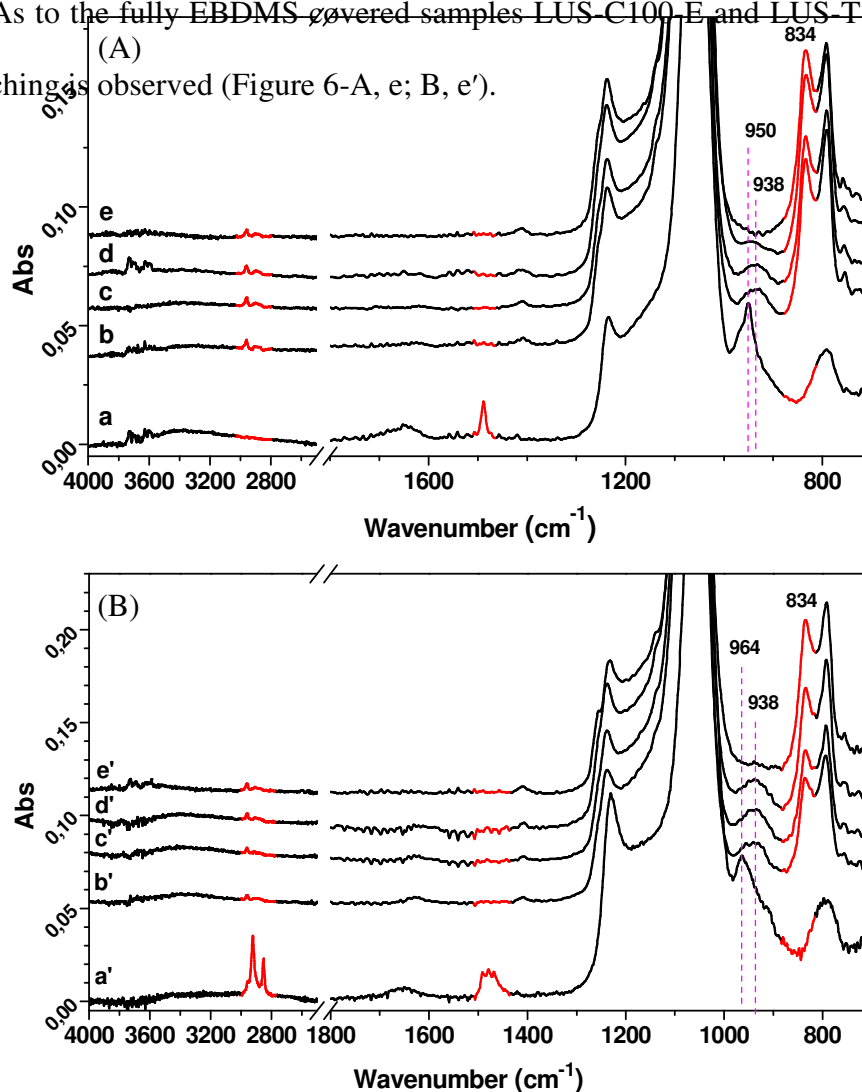 As to the fully EBDMS covered samples LUS-C100-E and LUS-T
(A)
ching is observed (Figure 6-A, e; B, e′).
834
950
938
0,15
0,10
0,05
0,00
Abs
e
d
c
b
a
4000 3600 3200 2800 1600 1200 800
Wavenumber (cm-1)
(B)
834
964
938
0,20
0,15
0,10
0,05
0,00
Abs
e'
d'
c'
b'
a'
4000 3600 3200 2800 1800 1600 1200 1000 800
Wavenumber (cm-1)